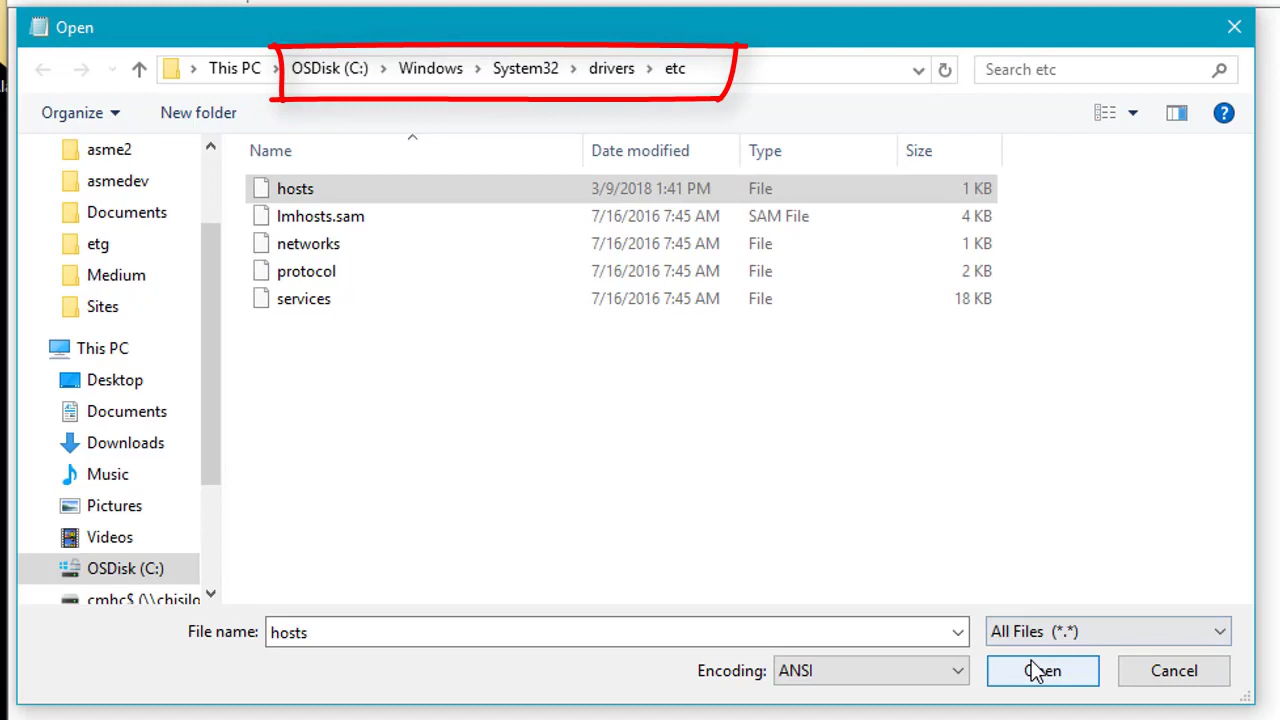 Open
This PC OSDisk (C:) Windows System32 drivers etc
Search etc
Organize New folder
Name Date modified Type Size
asme2
asmedev
Documents
etg
Medium
Sites
This PC
Desktop
Documents
Downloads
Music
Pictures
Videos
OSDisk (C:)
cmhc$ (\\chisilo
hosts 3/9/2018 1:41 PM File 1 KB
lmhosts.sam 7/16/2016 7:45 AM SAM File 4 KB
networks 7/16/2016 7:45 AM File 1 KB
protocol 7/16/2016 7:45 AM File 2 KB
services 7/16/2016 7:45 AM File 18 KB
File name: hosts All Files (*.*)
Encoding: ANSI Open Cancel